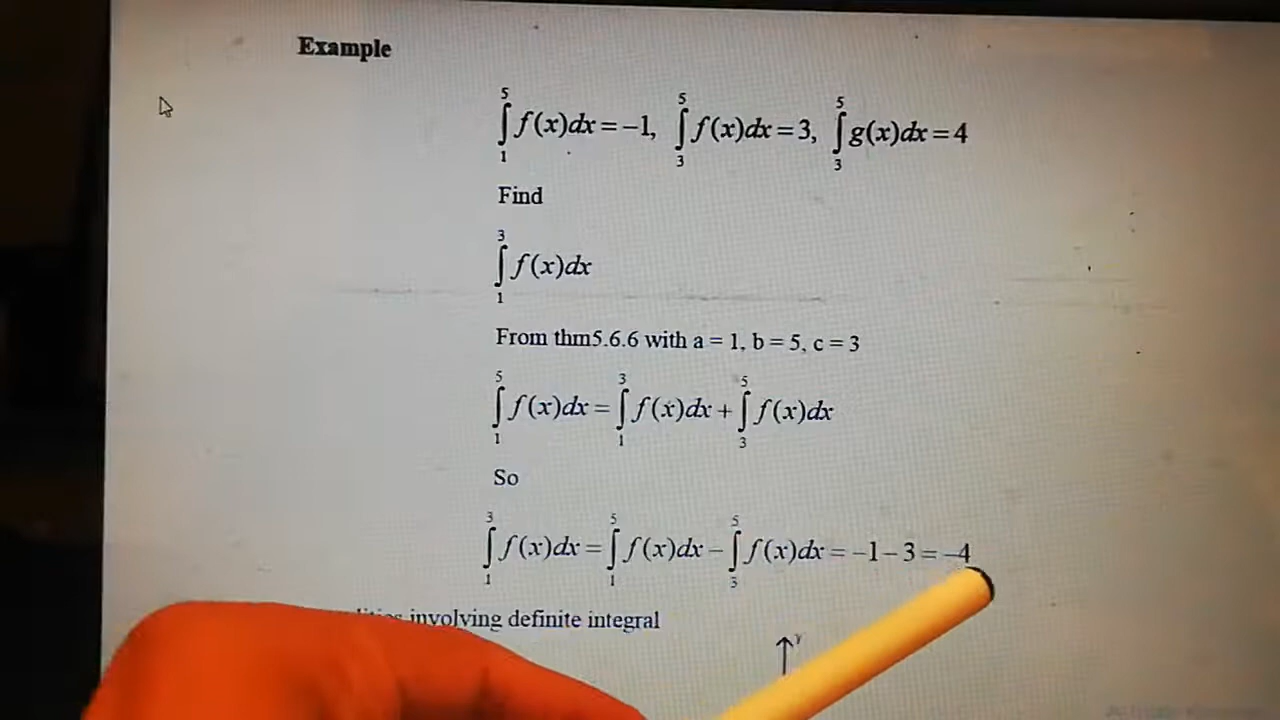 Example
∫₁⁵ f(x)dx = −1, ∫₃⁵ f(x)dx = 3, ∫₃⁵ g(x)dx = 4
Find
∫₁³ f(x)dx
From thm5.6.6 with a = 1, b = 5, c = 3
∫₁⁵ f(x)dx = ∫₁³ f(x)dx + ∫₃⁵ f(x)dx
So
∫₁³ f(x)dx = ∫₁⁵ f(x)dx − ∫₃⁵ f(x)dx = −1 − 3 = −4
involving definite integral
y